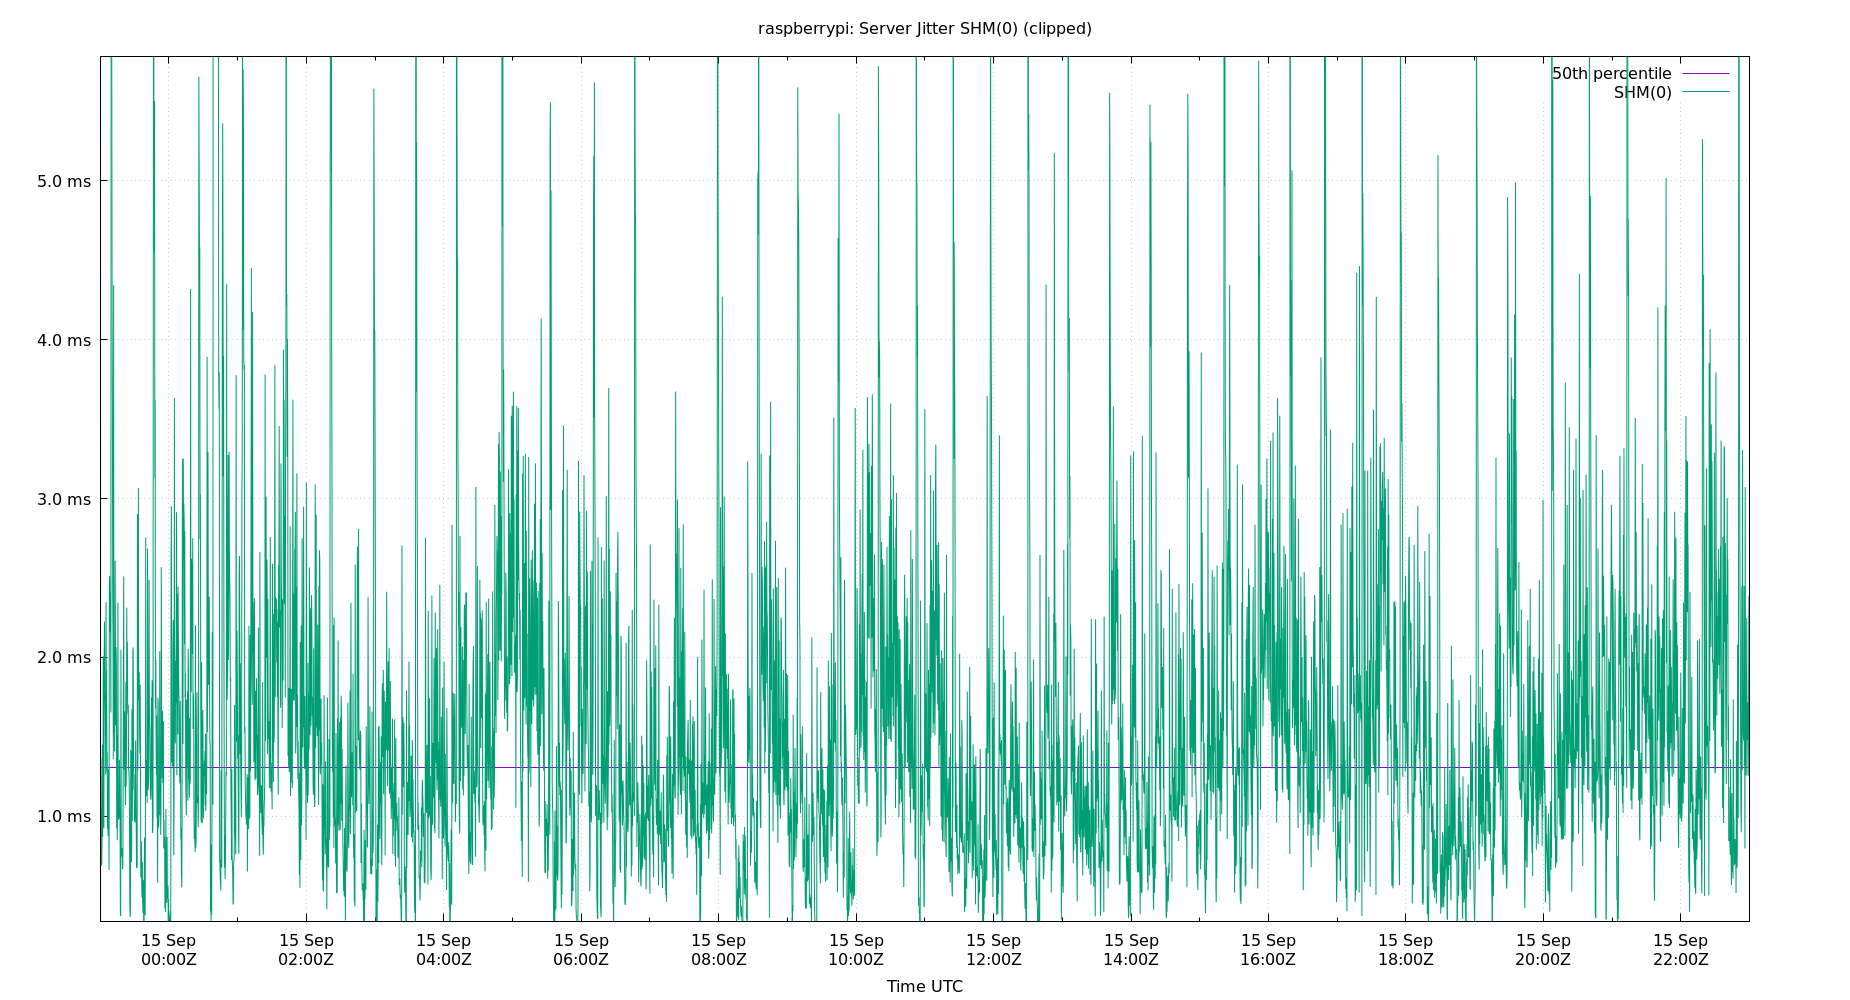 raspberrypi: Server Jitter SHM(0) (clipped)
50th percentile
SHM(0)
5.0 ms
4.0 ms
3.0 ms
2.0 ms
1.0 ms
15 Sep 15 Sep 15 Sep 15 Sep 15 Sep 15 Sep 15 Sep 15 Sep 15 Sep 15 Sep 15 Sep 15 Sep
00:00Z 02:00Z 04:00Z 06:00Z 08:00Z 10:00Z 12:00Z 14:00Z 16:00Z 18:00Z 20:00Z 22:00Z
Time UTC